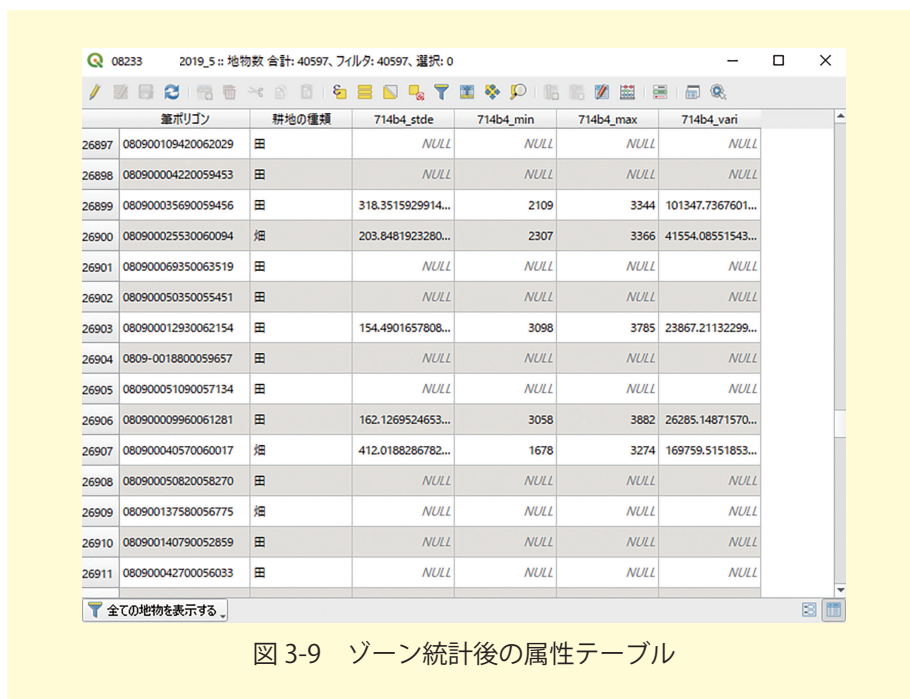 08233 2019_5 :: 地物数 合計: 40597、フィルタ: 40597、選択: 0
筆ポリゴン 耕地の種類 714b4_stde 714b4_min 714b4_max 714b4_vari
26897 080900109420062029 田 NULL NULL NULL NULL
26898 080900004220059453 田 NULL NULL NULL NULL
26899 080900035690059456 田 318.3515929914... 2109 3344 101347.7367601...
26900 080900025530060094 畑 203.8481923280... 2307 3366 41554.08551543...
26901 080900069350063519 田 NULL NULL NULL NULL
26902 080900050350055451 田 NULL NULL NULL NULL
26903 080900012930062154 田 154.4901657808... 3098 3785 23867.21132299...
26904 0809-0018800059657 田 NULL NULL NULL NULL
26905 080900051090057134 田 NULL NULL NULL NULL
26906 080900009960061281 田 162.1269524653... 3058 3882 26285.14871570...
26907 080900040570060017 畑 412.0188286782... 1678 3274 169759.5151853...
26908 080900050820058270 田 NULL NULL NULL NULL
26909 080900137580056775 畑 NULL NULL NULL NULL
26910 080900140790052859 田 NULL NULL NULL NULL
26911 080900042700056033 田 NULL NULL NULL NULL
全ての地物を表示する
図 3-9 ゾーン統計後の属性テーブル